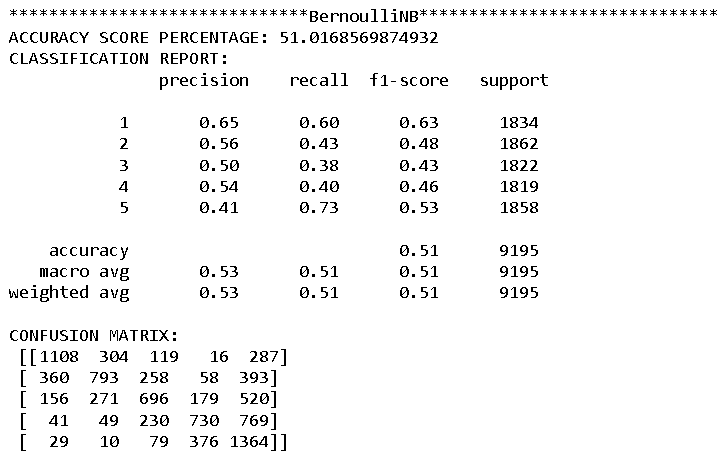 ******************************BernoulliNB******************************
ACCURACY SCORE PERCENTAGE: 51.0168569874932
CLASSIFICATION REPORT:
precision recall f1-score support
1 0.65 0.60 0.63 1834
2 0.56 0.43 0.48 1862
3 0.50 0.38 0.43 1822
4 0.54 0.40 0.46 1819
5 0.41 0.73 0.53 1858
accuracy 0.51 9195
macro avg 0.53 0.51 0.51 9195
weighted avg 0.53 0.51 0.51 9195
CONFUSION MATRIX:
[[1108 304 119 16 287]
[ 360 793 258 58 393]
[ 156 271 696 179 520]
[ 41 49 230 730 769]
[ 29 10 79 376 1364]]